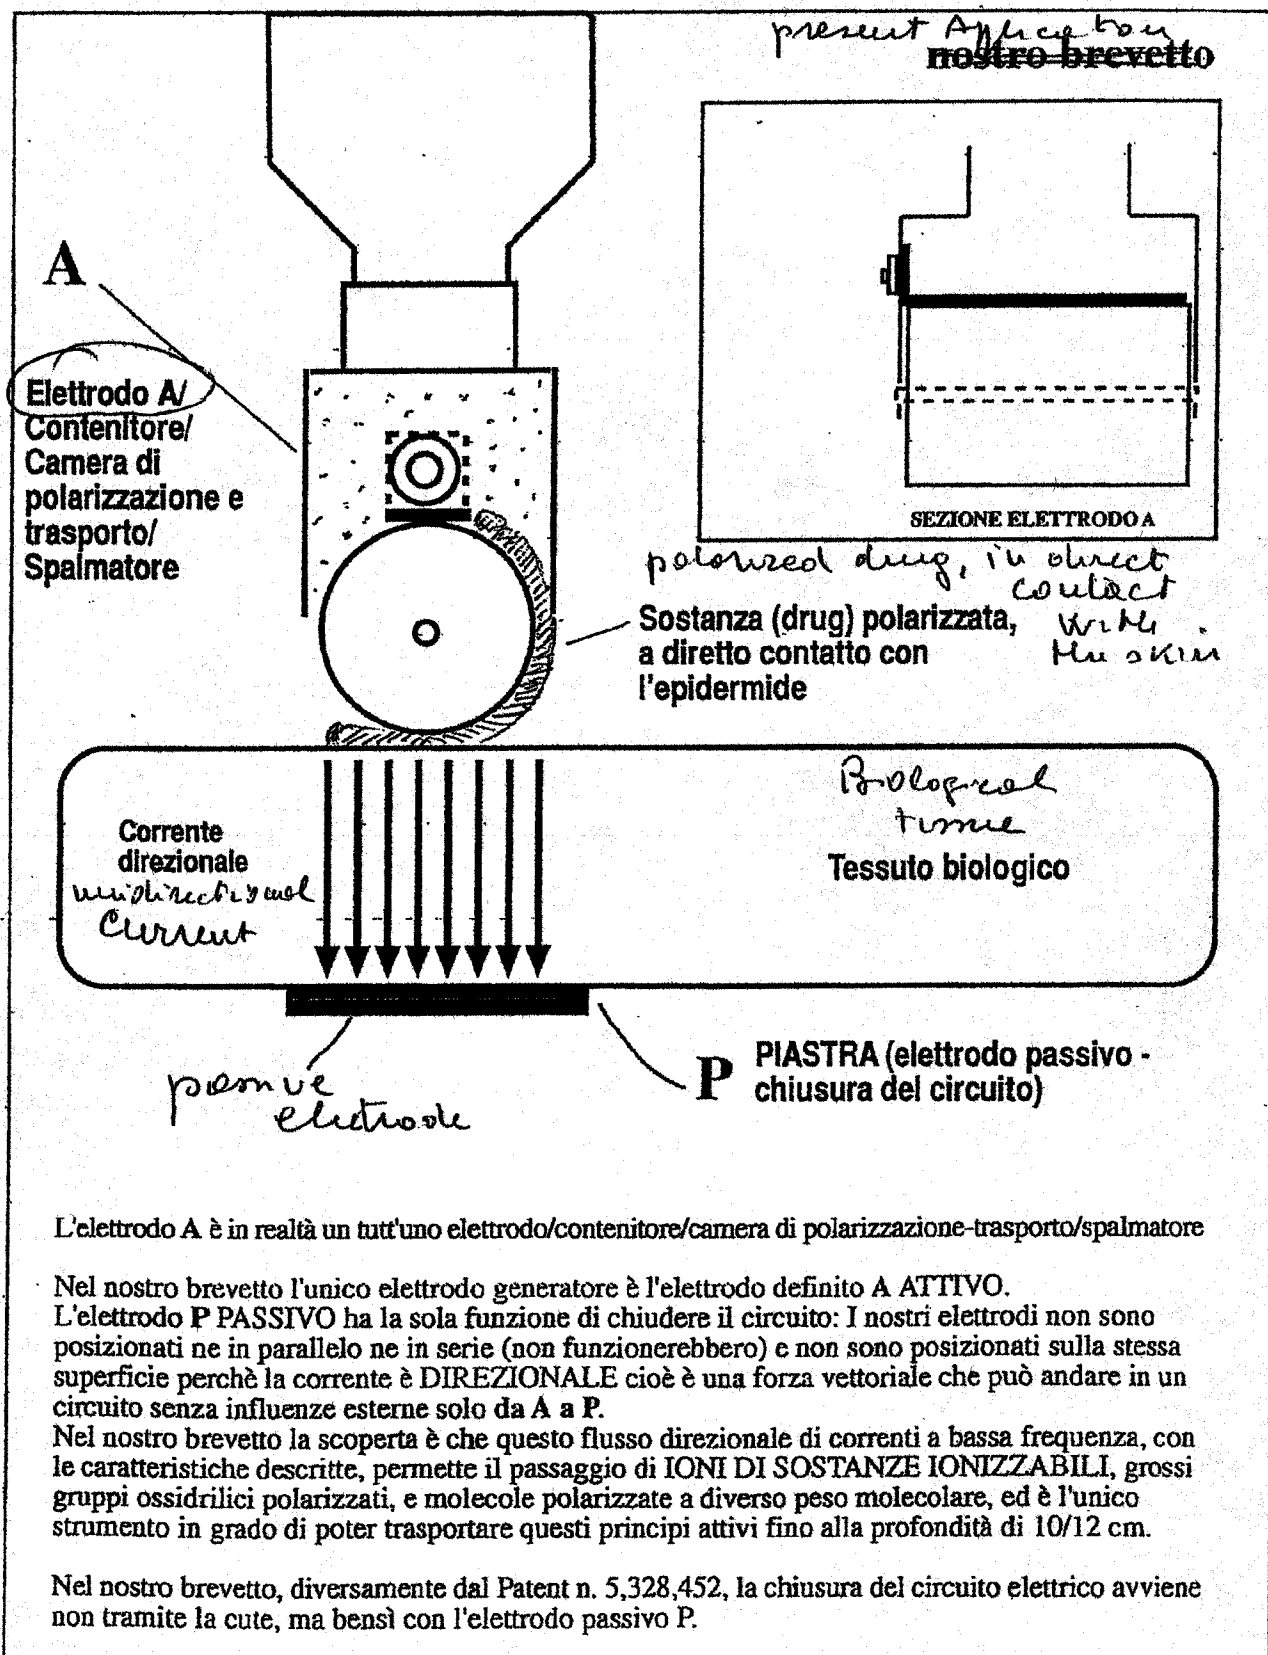 present Application
nostro brevetto
A
Elettrodo A/
Contenitore/
Camera di
polarizzazione e
trasporto/
Spalmatore
SEZIONE ELETTRODO A
polarized drug, in direct
contact
with
the skin
Sostanza (drug) polarizzata,
a diretto contatto con
l'epidermide
Biological
tissue
Tessuto biologico
Corrente
direzionale
unidirectional
Current
passive
electrode
P
PIASTRA (elettrodo passivo -
chiusura del circuito)
L'elettrodo A è in realtà un tutt'uno elettrodo/contenitore/camera di polarizzazione-trasporto/spalmatore
Nel nostro brevetto l'unico elettrodo generatore è l'elettrodo definito A ATTIVO.
L'elettrodo P PASSIVO ha la sola funzione di chiudere il circuito: I nostri elettrodi non sono
posizionati ne in parallelo ne in serie (non funzionerebbero) e non sono posizionati sulla stessa
superficie perchè la corrente è DIREZIONALE cioè è una forza vettoriale che può andare in un
circuito senza influenze esterne solo da A a P.
Nel nostro brevetto la scoperta è che questo flusso direzionale di correnti a bassa frequenza, con
le caratteristiche descritte, permette il passaggio di IONI DI SOSTANZE IONIZZABILI, grossi
gruppi ossidrilici polarizzati, e molecole polarizzate a diverso peso molecolare, ed è l'unico
strumento in grado di poter trasportare questi principi attivi fino alla profondità di 10/12 cm.
Nel nostro brevetto, diversamente dal Patent n. 5,328,452, la chiusura del circuito elettrico avviene
non tramite la cute, ma bensì con l'elettrodo passivo P.